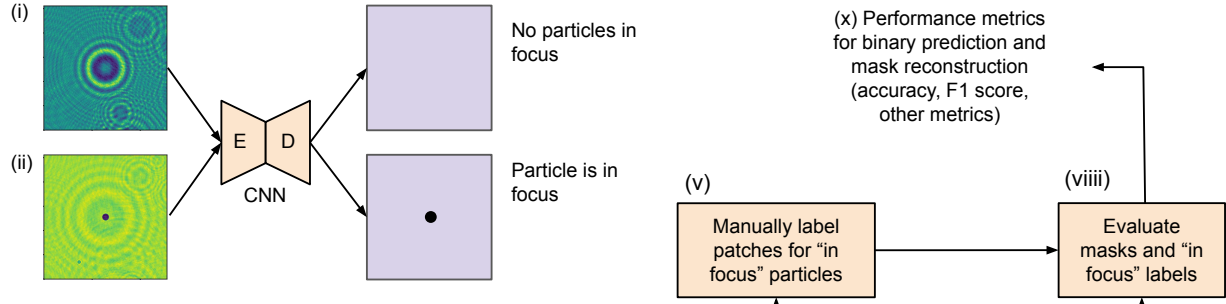 (i)
No particles in
focus
E
D
CNN
(ii)
Particle is in
focus
(x) Performance metrics
for binary prediction and
mask reconstruction
(accuracy, F1 score,
other metrics)
(v)
Manually label
patches for “in
focus” particles
(viiii)
Evaluate
masks and “in
focus” labels